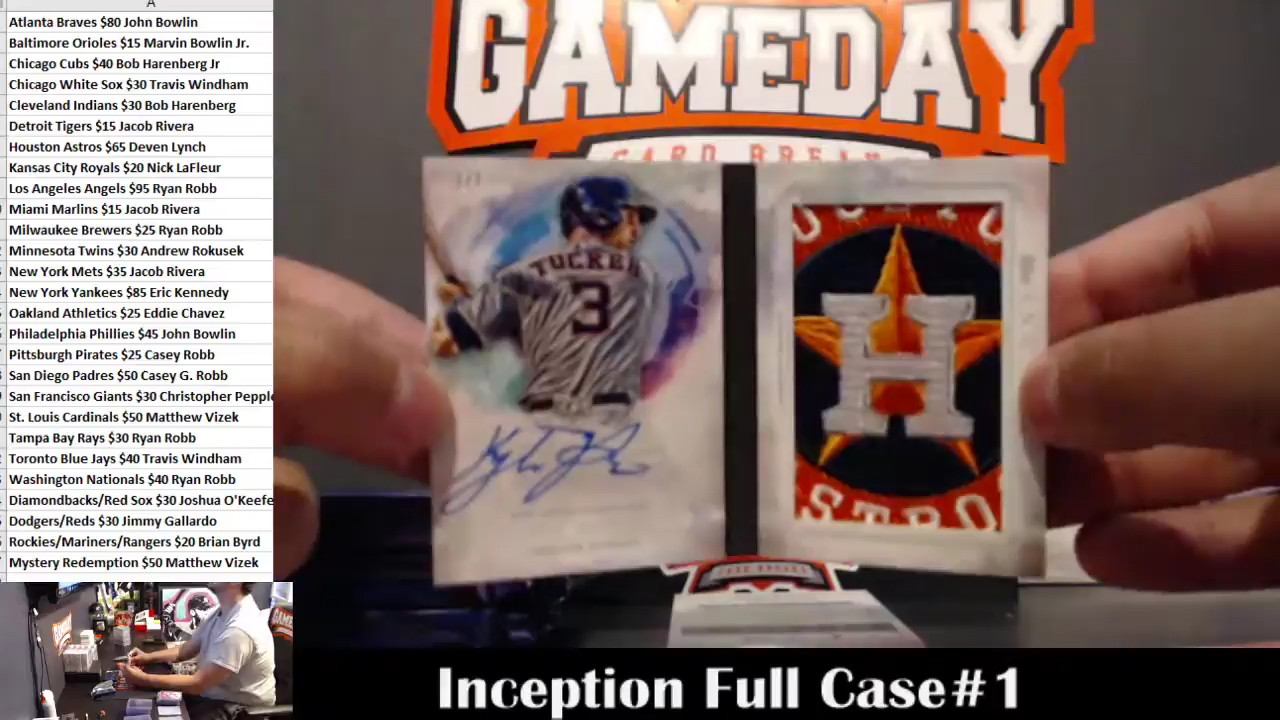 A
Atlanta Braves $80 John Bowlin
Baltimore Orioles $15 Marvin Bowlin Jr.
Chicago Cubs $40 Bob Harenberg Jr
Chicago White Sox $30 Travis Windham
Cleveland Indians $30 Bob Harenberg
Detroit Tigers $15 Jacob Rivera
Houston Astros $65 Deven Lynch
Kansas City Royals $20 Nick LaFleur
Los Angeles Angels $95 Ryan Robb
Miami Marlins $15 Jacob Rivera
Milwaukee Brewers $25 Ryan Robb
Minnesota Twins $30 Andrew Rokusek
New York Mets $35 Jacob Rivera
New York Yankees $85 Eric Kennedy
Oakland Athletics $25 Eddie Chavez
Philadelphia Phillies $45 John Bowlin
Pittsburgh Pirates $25 Casey Robb
San Diego Padres $50 Casey G. Robb
San Francisco Giants $30 Christopher Pepple
St. Louis Cardinals $50 Matthew Vizek
Tampa Bay Rays $30 Ryan Robb
Toronto Blue Jays $40 Travis Windham
Washington Nationals $40 Ryan Robb
Diamondbacks/Red Sox $30 Joshua O'Keefe
Dodgers/Reds $30 Jimmy Gallardo
Rockies/Mariners/Rangers $20 Brian Byrd
Mystery Redemption $50 Matthew Vizek
GAMEDAY
CARD BREAK
TUCKER
3
H
STRO
GAMEDAY
Inception Full Case#1